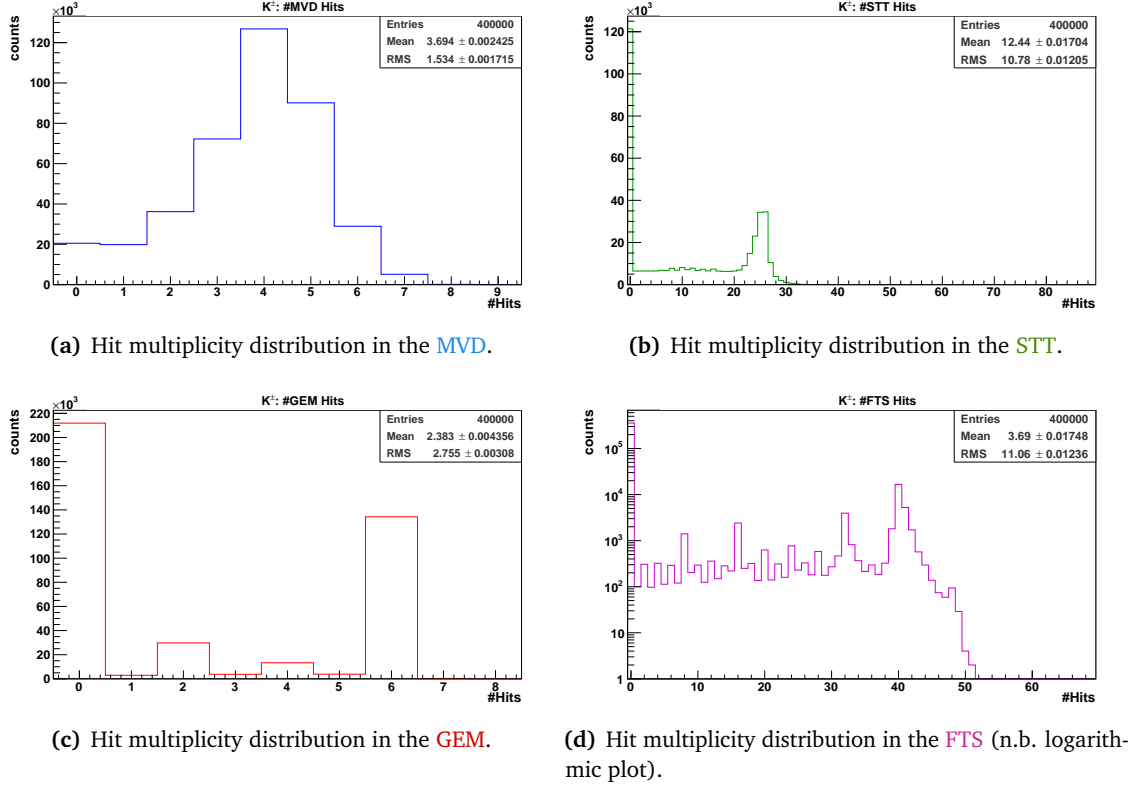 K±: #MVD Hits
×10³
counts
Entries 400000
Mean 3.694 ± 0.002425
RMS 1.534 ± 0.001715
120
100
80
60
40
20
0
0 1 2 3 4 5 6 7 8 9
#Hits
(a) Hit multiplicity distribution in the MVD.
K±: #STT Hits
×10³
counts
Entries 400000
Mean 12.44 ± 0.01704
RMS 10.78 ± 0.01205
120
100
80
60
40
20
0
0 10 20 30 40 50 60 70 80
#Hits
(b) Hit multiplicity distribution in the STT.
K±: #GEM Hits
×10³
counts
Entries 400000
Mean 2.383 ± 0.004356
RMS 2.755 ± 0.00308
220
200
180
160
140
120
100
80
60
40
20
0
0 1 2 3 4 5 6 7 8
#Hits
(c) Hit multiplicity distribution in the GEM.
K±: #FTS Hits
counts
Entries 400000
Mean 3.69 ± 0.01748
RMS 11.06 ± 0.01236
10⁵
10⁴
10³
10²
10
1
0 10 20 30 40 50 60
#Hits
(d) Hit multiplicity distribution in the FTS (n.b. logarith-
mic plot).